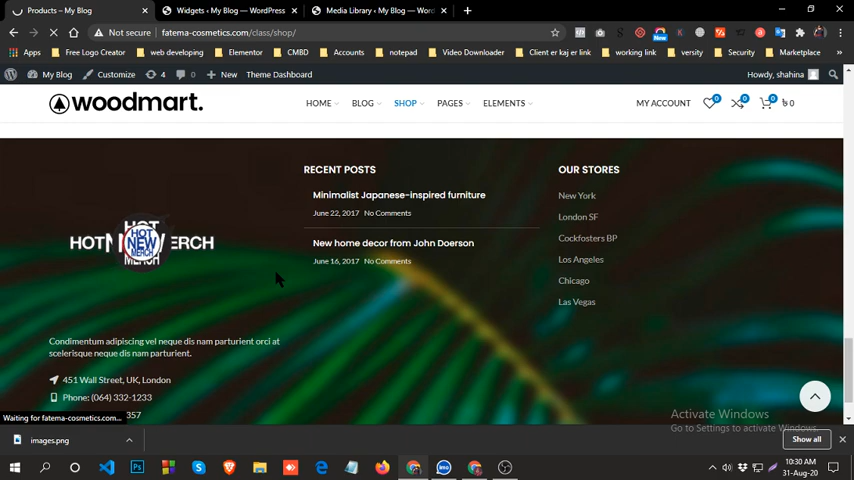 Products – My Blog
Widgets ‹ My Blog — WordPress
Media Library ‹ My Blog — Word
Not secure
fatema-cosmetics.com/class/shop/
New
Apps
Free Logo Creator
web developing
Elementor
CMBD
Accounts
notepad
Video Downloader
Client er kaj er link
working link
versity
Security
Marketplace
My Blog
Customize
4
0
New
Theme Dashboard
Howdy, shahina
woodmart.
HOME
BLOG
SHOP
PAGES
ELEMENTS
MY ACCOUNT
0
0
0
৳ 0
RECENT POSTS
OUR STORES
Minimalist Japanese-inspired furniture
June 22, 2017 No Comments
New home decor from John Doerson
June 16, 2017 No Comments
New York
London SF
Cockfosters BP
Los Angeles
Chicago
Las Vegas
HOT
NEW
MERCH
Condimentum adipiscing vel neque dis nam parturient orci at
scelerisque neque dis nam parturient.
451 Wall Street, UK, London
Phone: (064) 332-1233
357
Waiting for fatema-cosmetics.com...
Activate Windows
Go to Settings to activate Windows.
images.png
Show all
10:30 AM
31-Aug-20